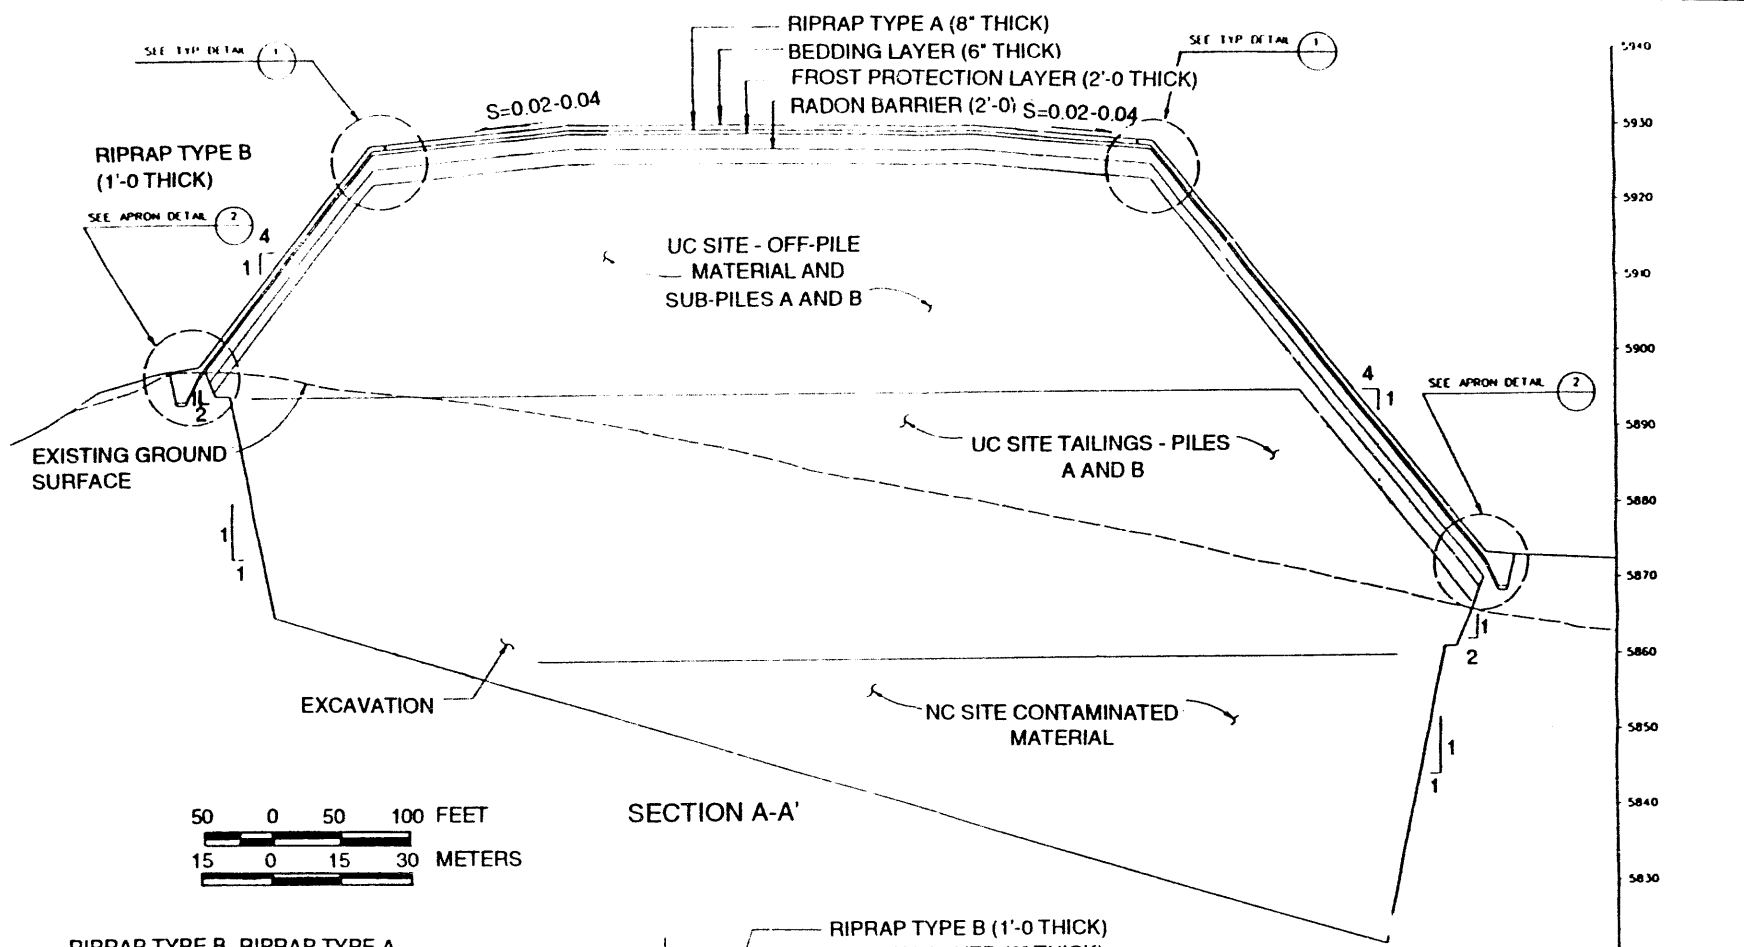 RIPRAP TYPE A (8" THICK)
BEDDING LAYER (6" THICK)
FROST PROTECTION LAYER (2'-0 THICK)
RADON BARRIER (2'-0)
SEE TYP DETAIL 1
SEE TYP DETAIL 1
S=0.02-0.04
S=0.02-0.04
RIPRAP TYPE B
(1'-0 THICK)
SEE APRON DETAIL 2
4
1
UC SITE - OFF-PILE
MATERIAL AND
SUB-PILES A AND B
4
1
SEE APRON DETAIL 2
1
2
EXISTING GROUND
SURFACE
UC SITE TAILINGS - PILES
A AND B
1
1
1
2
EXCAVATION
NC SITE CONTAMINATED
MATERIAL
1
1
5940
5930
5920
5910
5900
5890
5880
5870
5860
5850
5840
5830
50 0 50 100 FEET
15 0 15 30 METERS
SECTION A-A'
RIPRAP TYPE B RIPRAP TYPE A
RIPRAP TYPE B (1'-0 THICK)